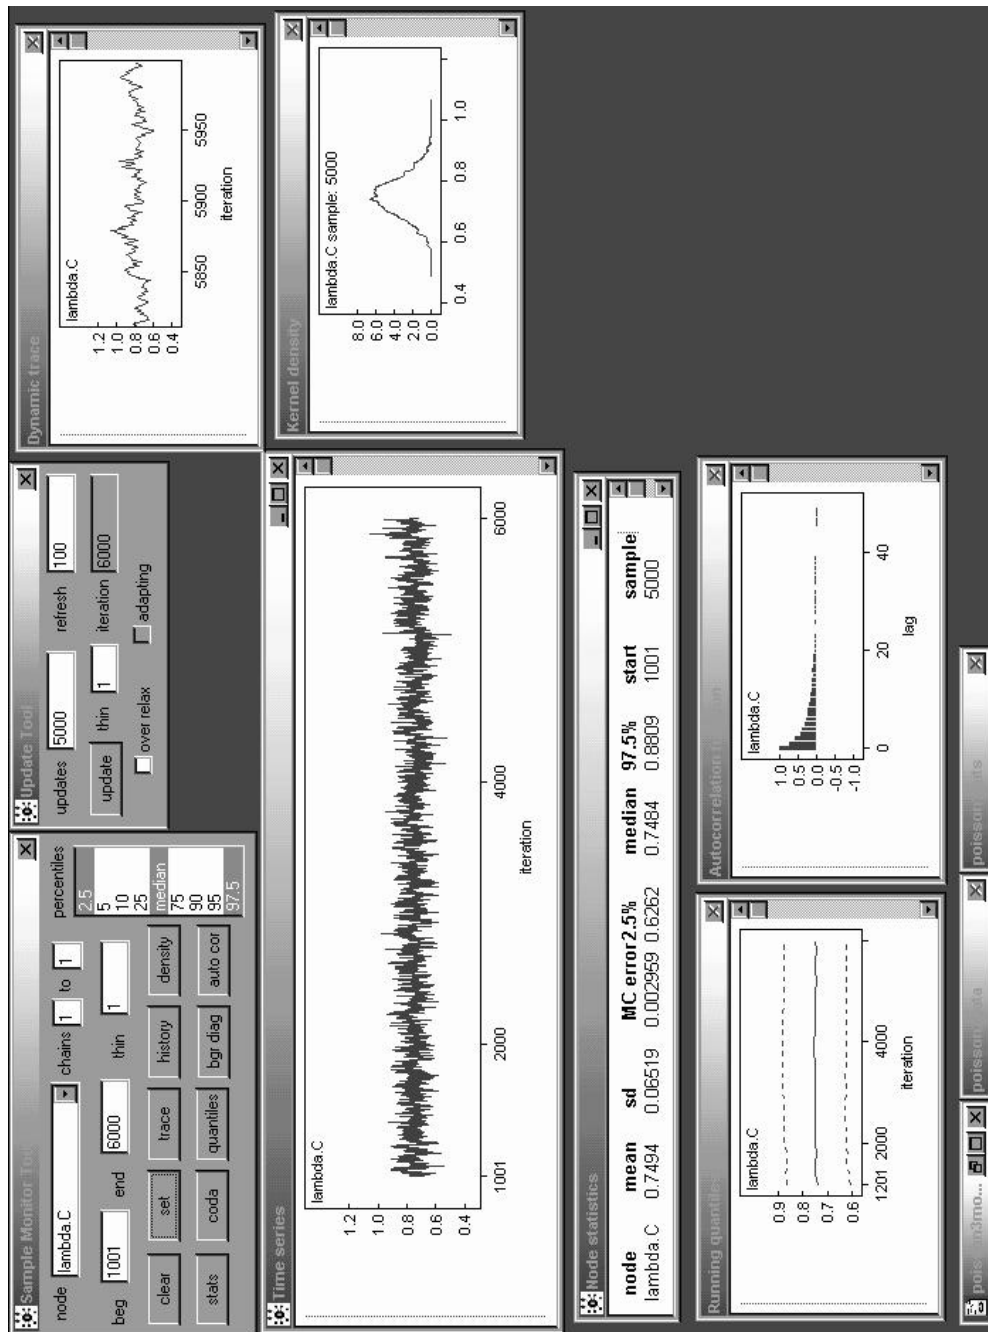 Sample Monitor Tool
node lambda.C chains 1 to 1 percentiles
beg 1001 end 6000 thin 1
2.5
5
10
25
median
75
90
95
97.5
clear set trace history density
stats coda quantiles bgr diag auto cor
Update Tool
updates 5000 refresh 100
update thin 1 iteration 6000
over relax adapting
Dynamic trace
lambda.C
1.2
1.0
0.8
0.6
0.4
5850 5900 5950
iteration
Time series
lambda.C
1.2
1.0
0.8
0.6
0.4
1001 2000 4000 6000
iteration
Kernel density
lambda.C sample: 5000
8.0
6.0
4.0
2.0
0.0
0.4 0.6 0.8 1.0
Node statistics
node mean sd MC error 2.5% median 97.5% start sample
lambda.C 0.7494 0.06519 0.002959 0.6262 0.7484 0.8809 1001 5000
Running quantiles
lambda.C
0.9
0.8
0.7
0.6
1201 2000 4000
iteration
Autocorrelation
lambda.C
1.0
0.5
0.0
-0.5
-1.0
0 20 40
lag